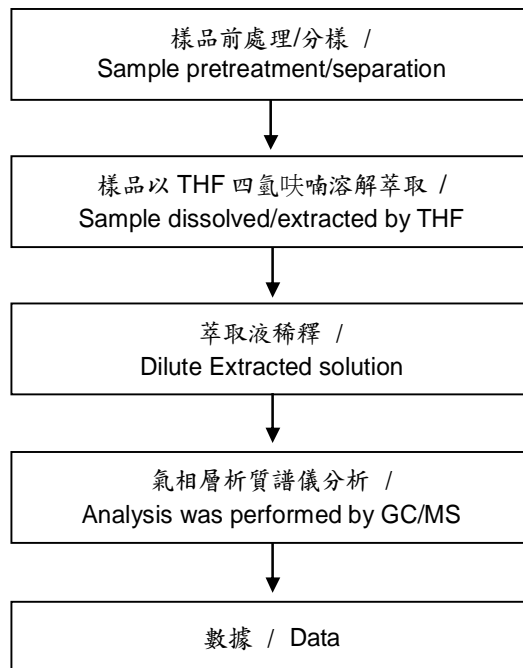 樣品前處理/分樣 /
Sample pretreatment/separation
樣品以 THF 四氫呋喃溶解萃取 /
Sample dissolved/extracted by THF
萃取液稀釋 /
Dilute Extracted solution
氣相層析質譜儀分析 /
Analysis was performed by GC/MS
數據 / Data